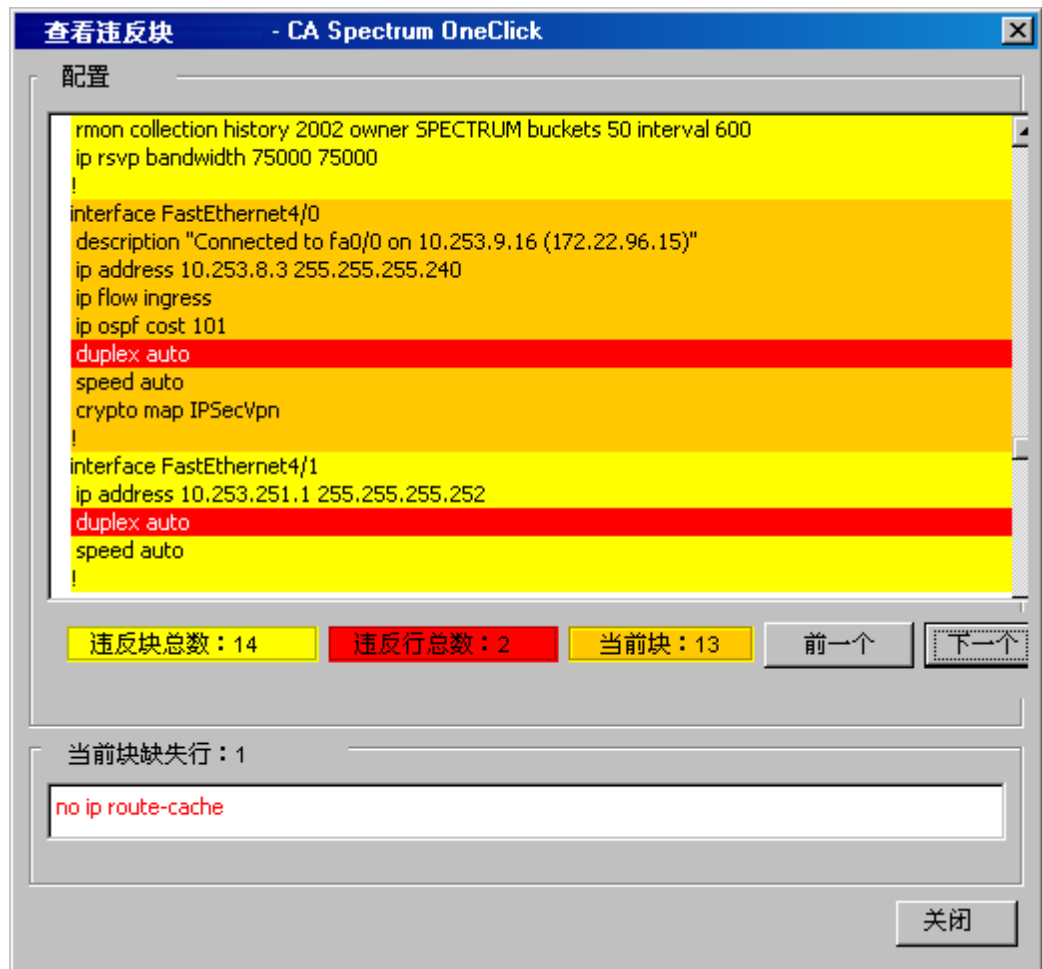 查看违反块 - CA Spectrum OneClick
配置
rmon collection history 2002 owner SPECTRUM buckets 50 interval 600
ip rsvp bandwidth 75000 75000
!
interface FastEthernet4/0
description "Connected to fa0/0 on 10.253.9.16 (172.22.96.15)"
ip address 10.253.8.3 255.255.255.240
ip flow ingress
ip ospf cost 101
duplex auto
speed auto
crypto map IPSecVpn
!
interface FastEthernet4/1
ip address 10.253.251.1 255.255.255.252
duplex auto
speed auto
!
违反块总数：14 违反行总数：2 当前块：13 前一个 下一个
当前块缺失行：1
no ip route-cache
关闭